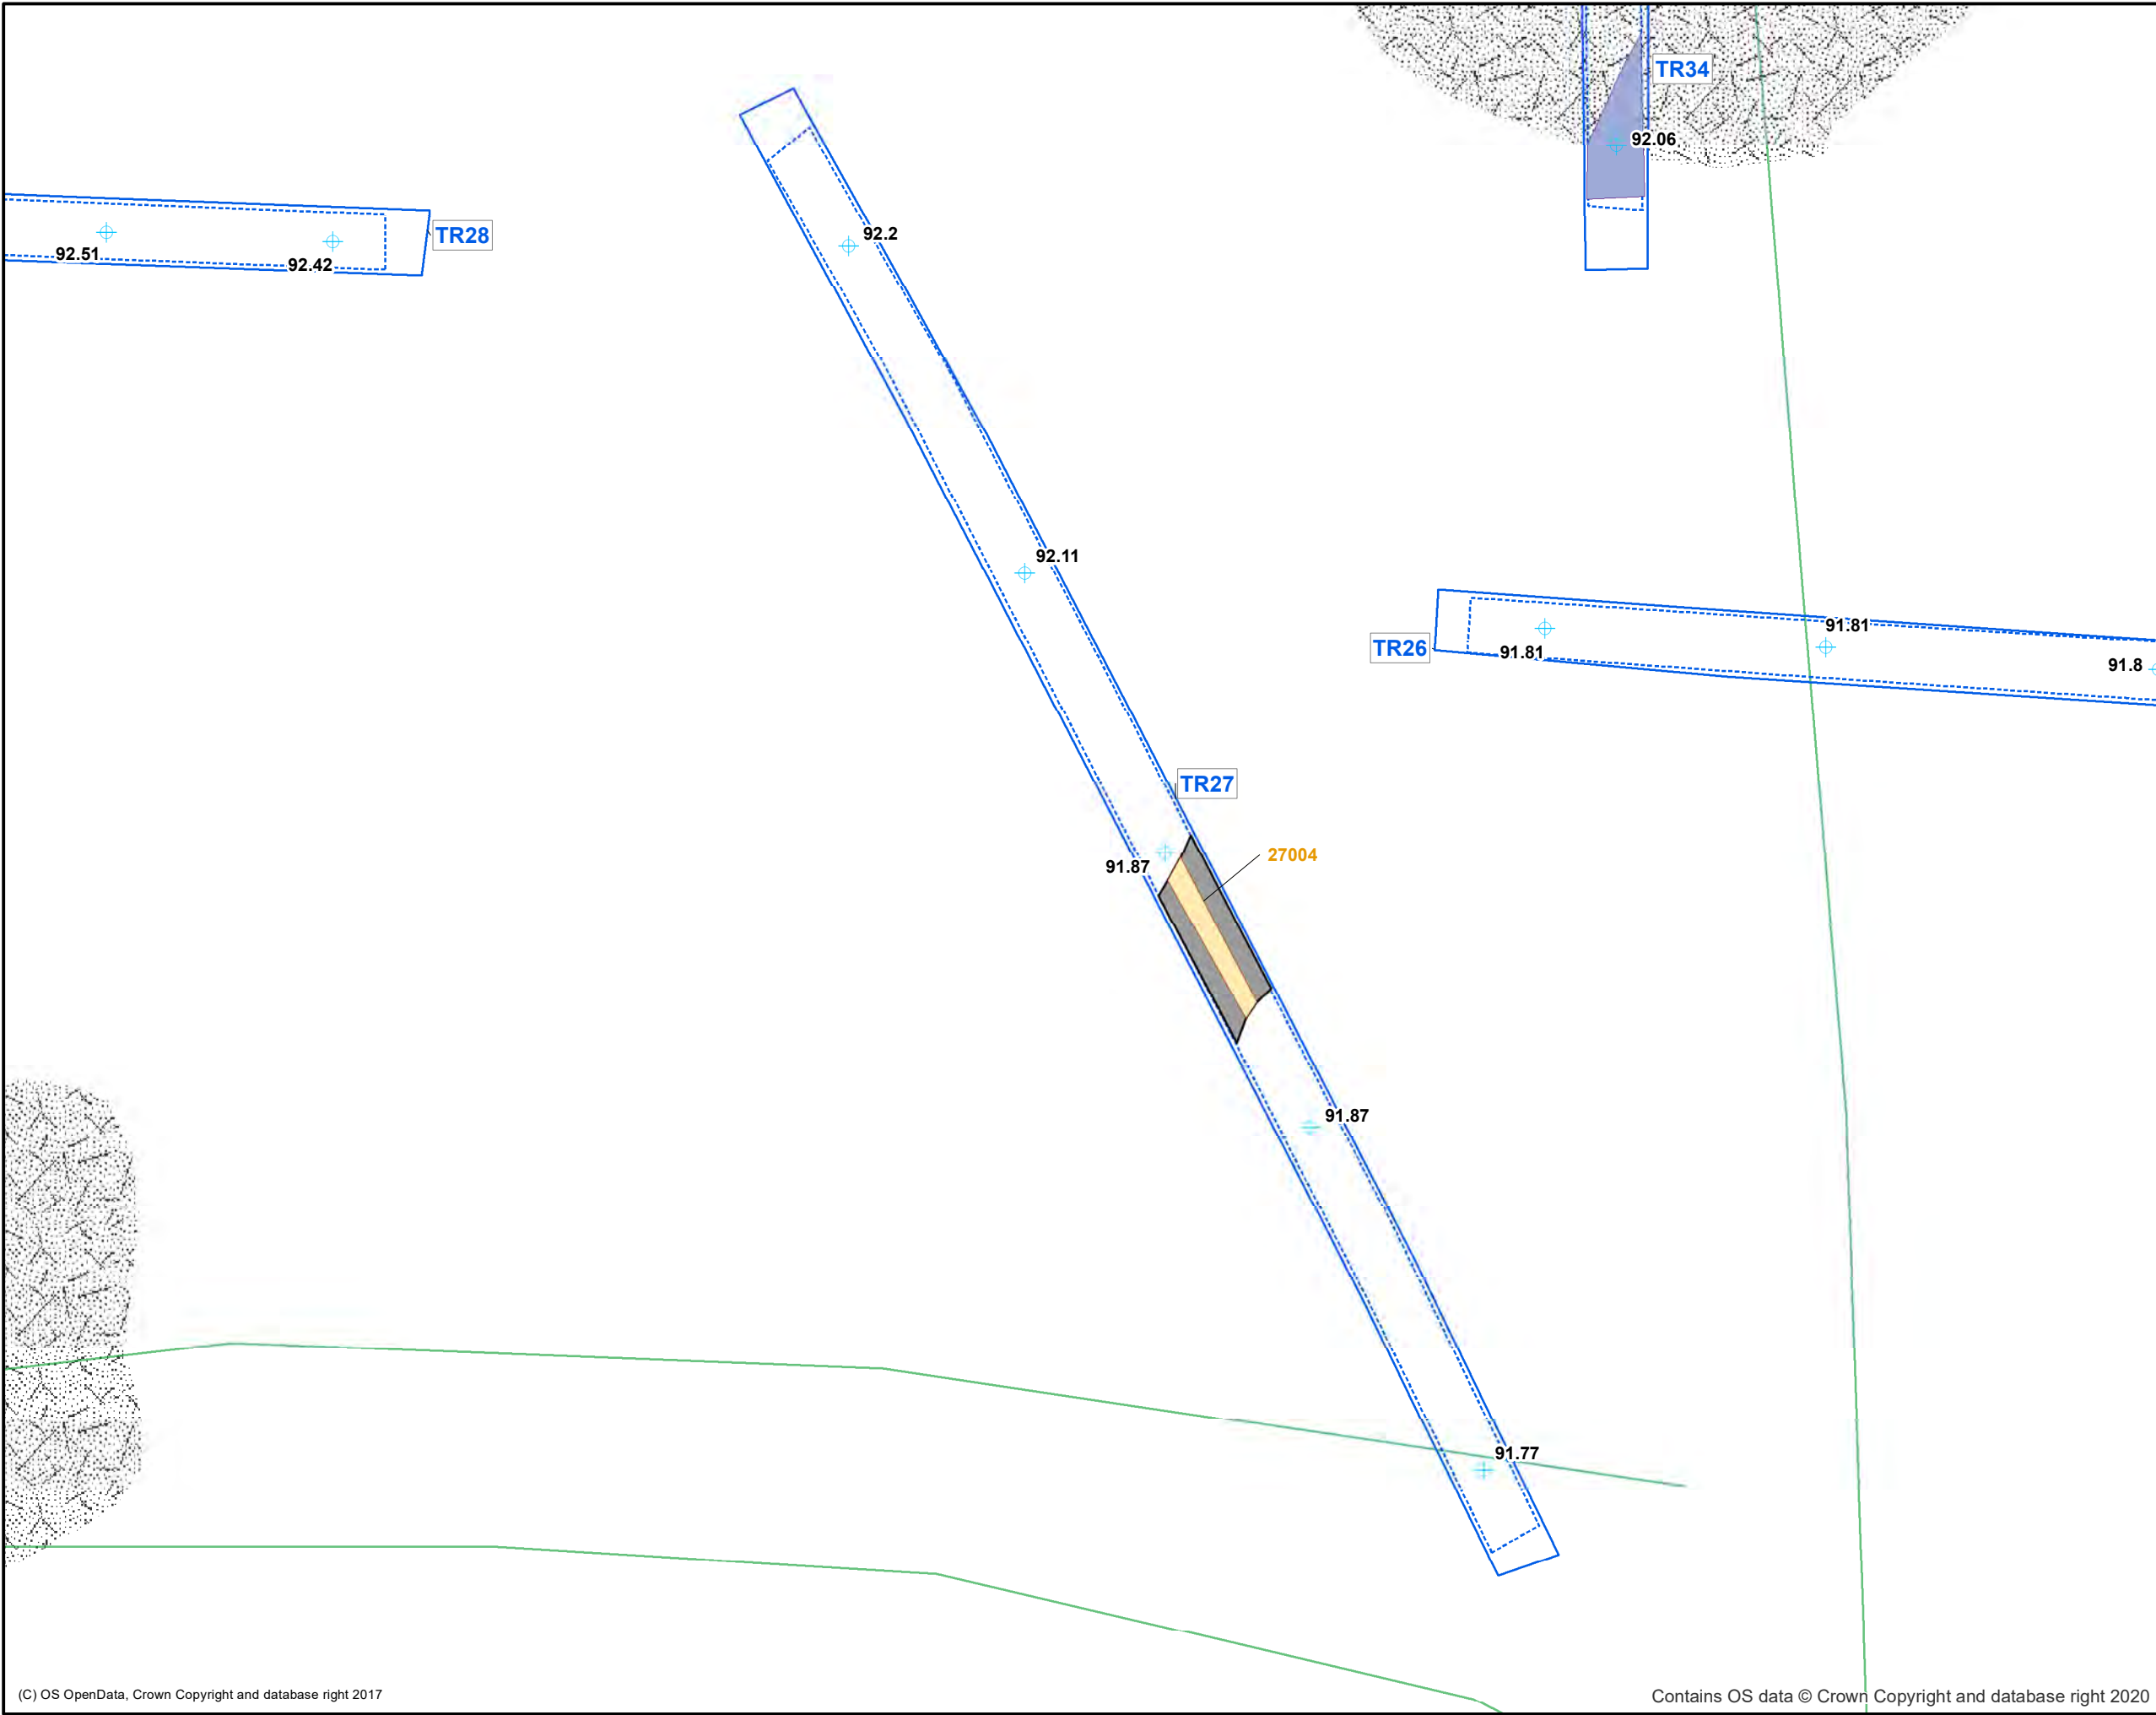 TR34
92.06
92.2
TR28
92.51
92.42
92.11
91.81
TR26
91.81
91.8
TR27
91.87
27004
91.87
91.77
(C) OS OpenData, Crown Copyright and database right 2017
Contains OS data © Crown Copyright and database right 2020